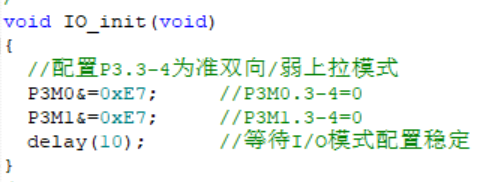 void IO_init(void)
{
//配置P3.3-4为准双向/弱上拉模式
P3M0&=0xE7; //P3M0.3-4=0
P3M1&=0xE7; //P3M1.3-4=0
delay(10); //等待I/O模式配置稳定
}